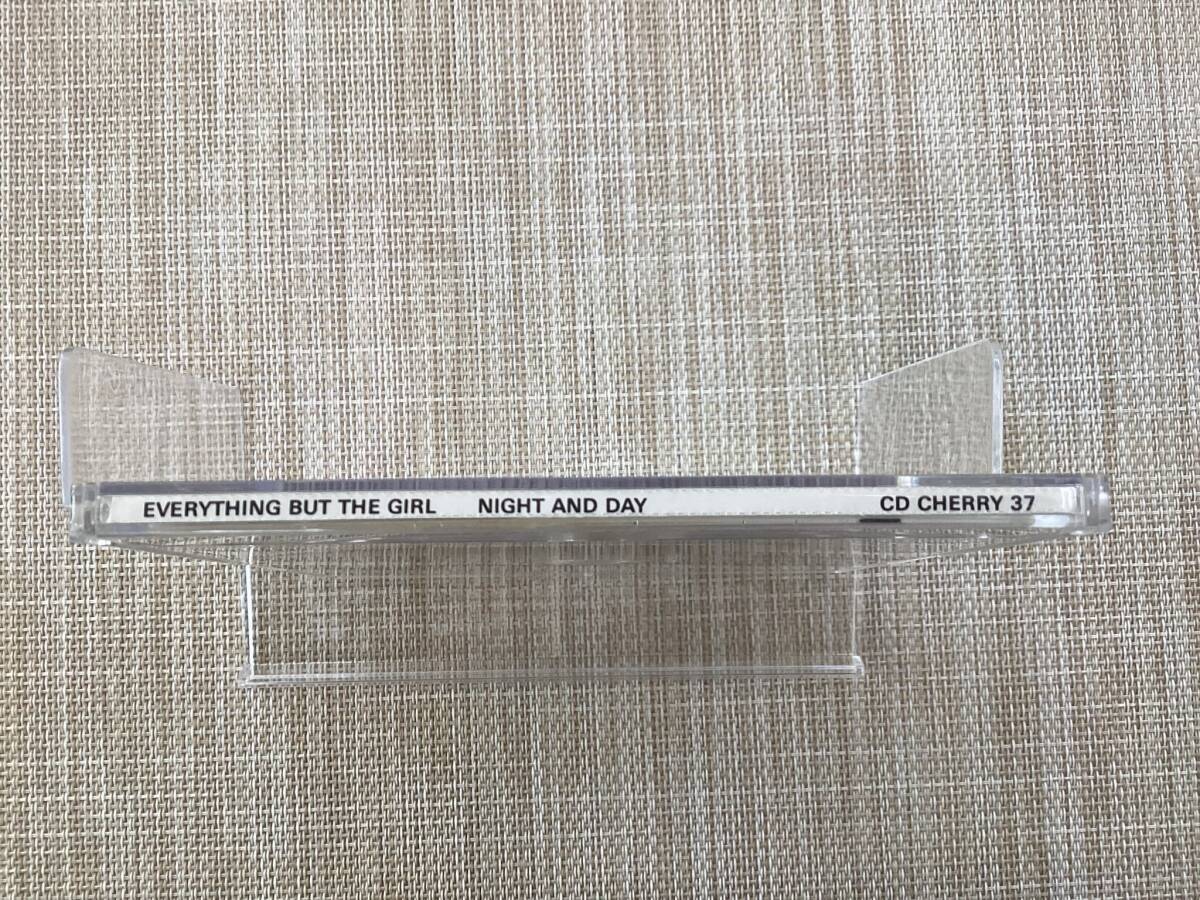 EVERYTHING BUT THE GIRL NIGHT AND DAY CD CHERRY 37